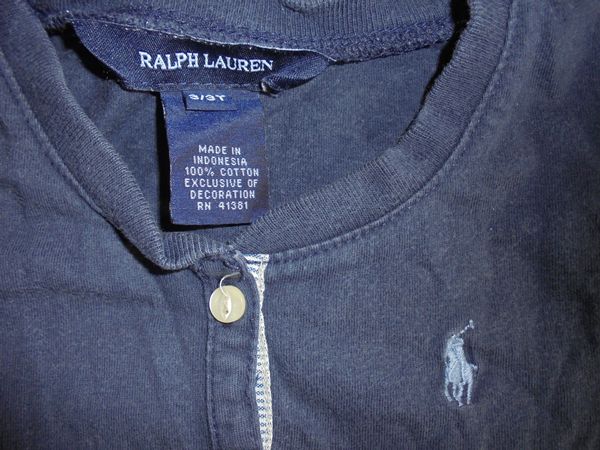 RALPH LAUREN
3/3T
MADE IN
INDONESIA
100% COTTON
EXCLUSIVE OF
DECORATION
RN 41381